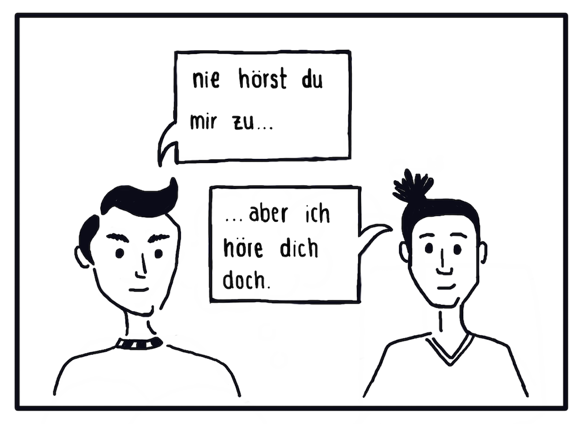 nie hörst du
mir zu...
...aber ich
höre dich
doch.